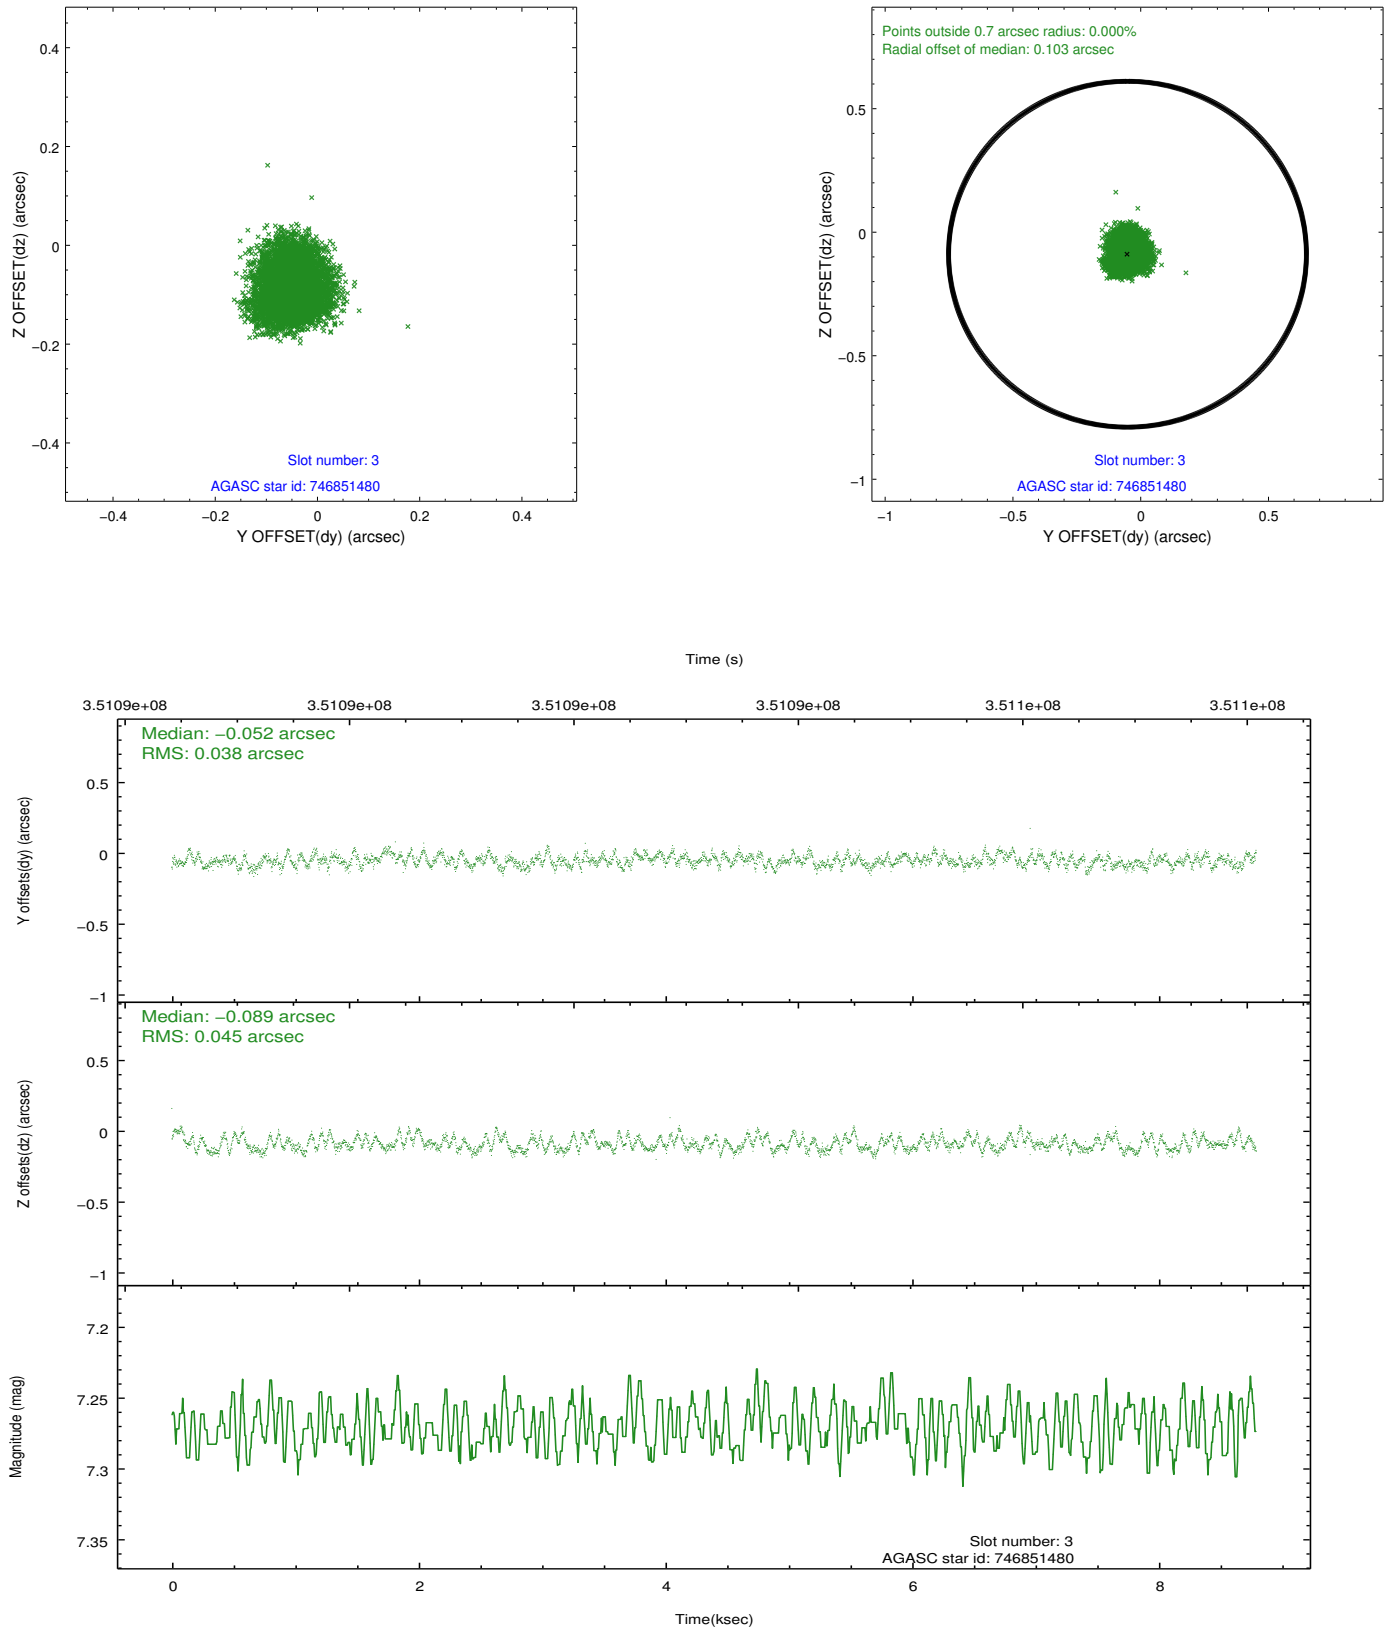 0.4
0.2
0
−0.2
−0.4
Z OFFSET(dz) (arcsec)
Slot number: 3
AGASC star id: 746851480
−0.4 −0.2 0 0.2 0.4
Y OFFSET(dy) (arcsec)
Points outside 0.7 arcsec radius: 0.000%
Radial offset of median: 0.103 arcsec
0.5
0
−0.5
−1
Z OFFSET(dz) (arcsec)
Slot number: 3
AGASC star id: 746851480
−1 −0.5 0 0.5
Y OFFSET(dy) (arcsec)
Time (s)
3.5109e+08 3.5109e+08 3.5109e+08 3.5109e+08 3.511e+08 3.511e+08
Median: −0.052 arcsec
RMS: 0.038 arcsec
0.5
0
−0.5
−1
Y offsets(dy) (arcsec)
Median: −0.089 arcsec
RMS: 0.045 arcsec
0.5
0
−0.5
−1
Z offsets(dz) (arcsec)
7.2
7.25
7.3
7.35
Magnitude (mag)
Slot number: 3
AGASC star id: 746851480
0 2 4 6 8
Time(ksec)